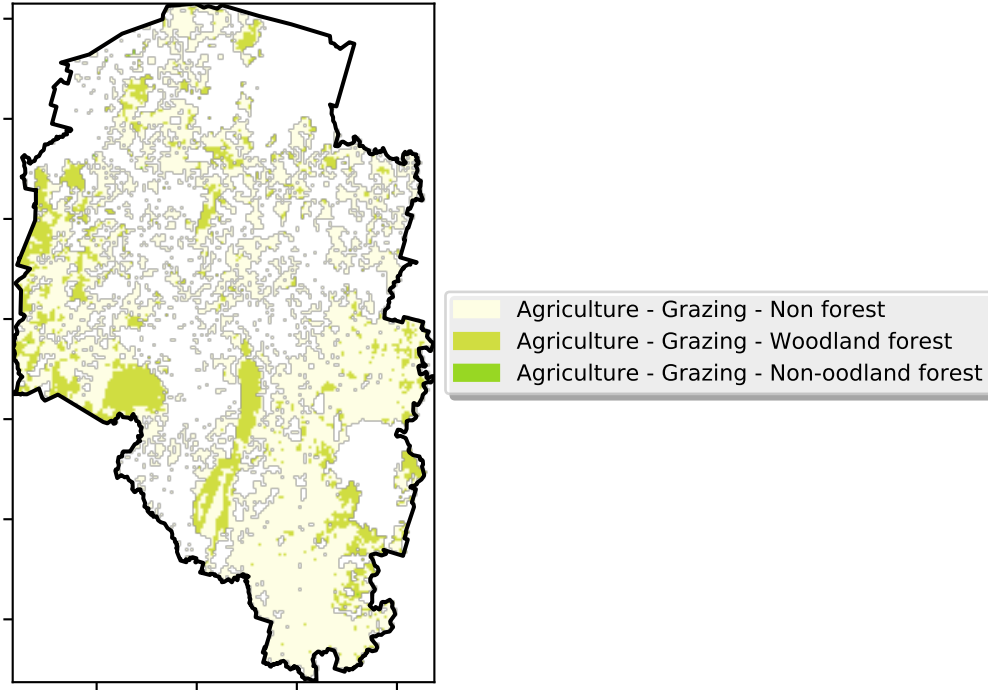 Agriculture - Grazing - Non forest
Agriculture - Grazing - Woodland forest
Agriculture - Grazing - Non-oodland forest